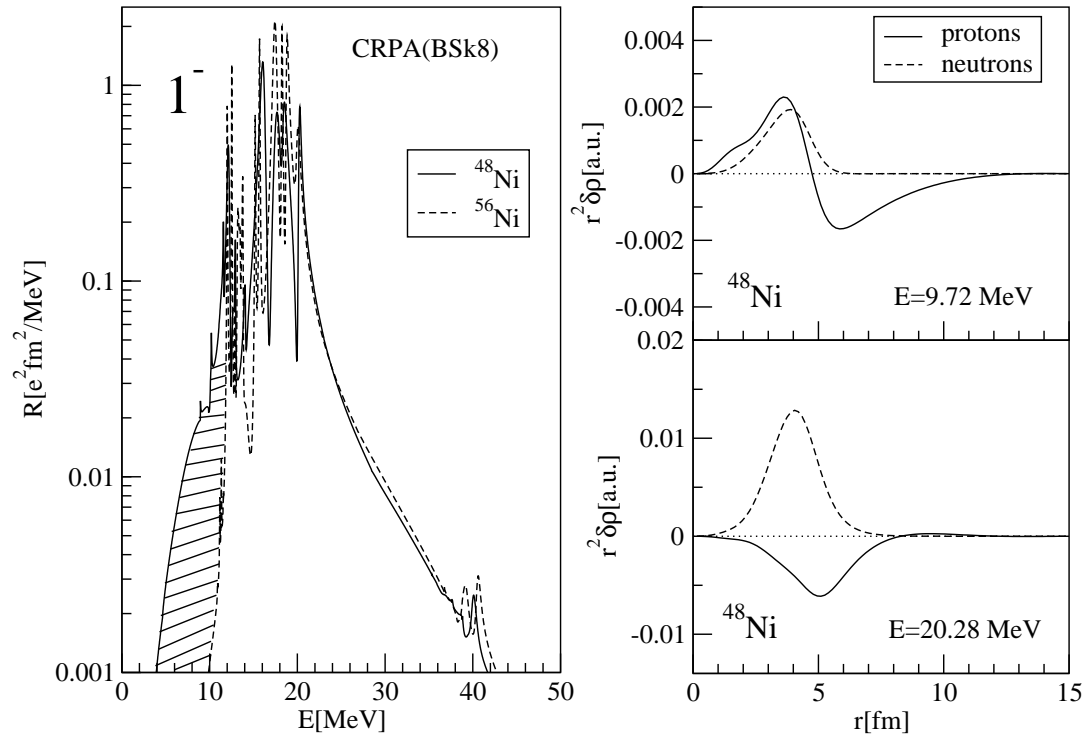 CRPA(BSk8)
1⁻
⁴⁸Ni
⁵⁶Ni
R[e²fm²/MeV]
1
0.1
0.01
0.001
0 10 20 30 40 50
E[MeV]
protons
neutrons
r²δρ[a.u.]
0.004
0.002
0
-0.002
-0.004
⁴⁸Ni
E=9.72 MeV
r²δρ[a.u.]
0.02
0.01
0
-0.01
⁴⁸Ni
E=20.28 MeV
0 5 10 15
r[fm]